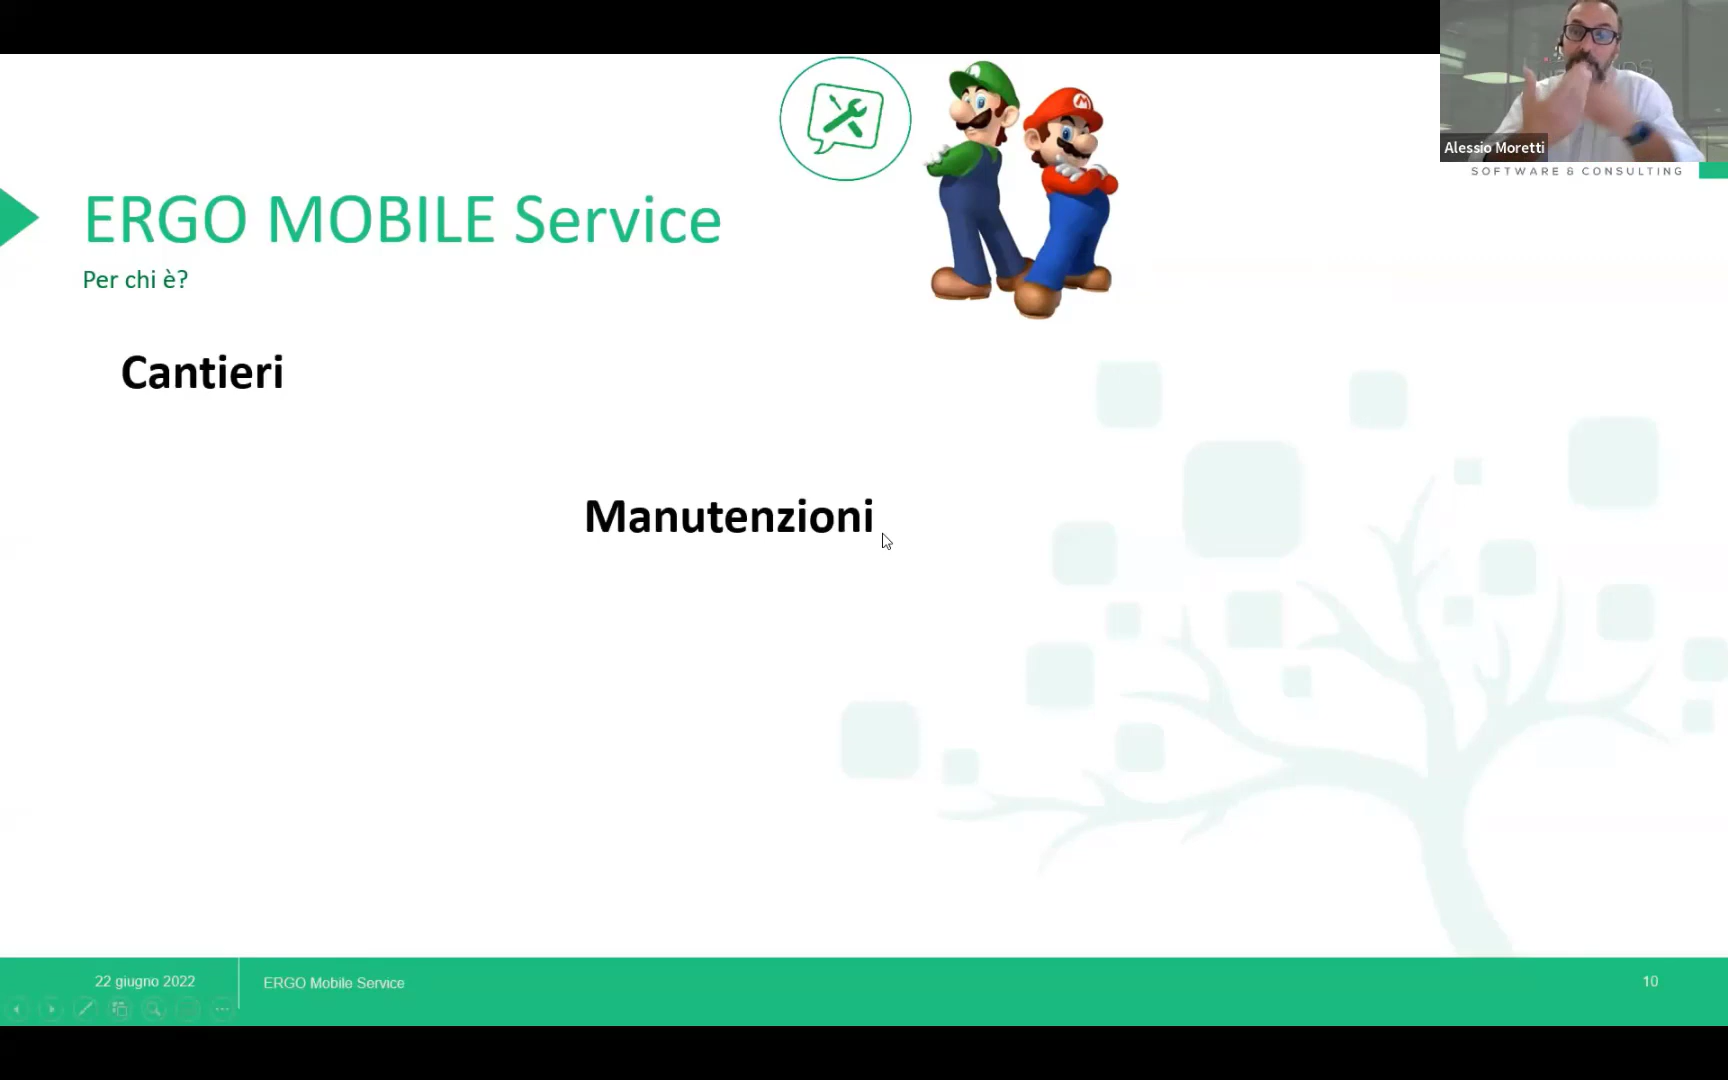 Alessio Moretti
SOFTWARE & CONSULTING
ERGO MOBILE Service
Per chi è?
Cantieri
Manutenzioni
22 giugno 2022
ERGO Mobile Service
10